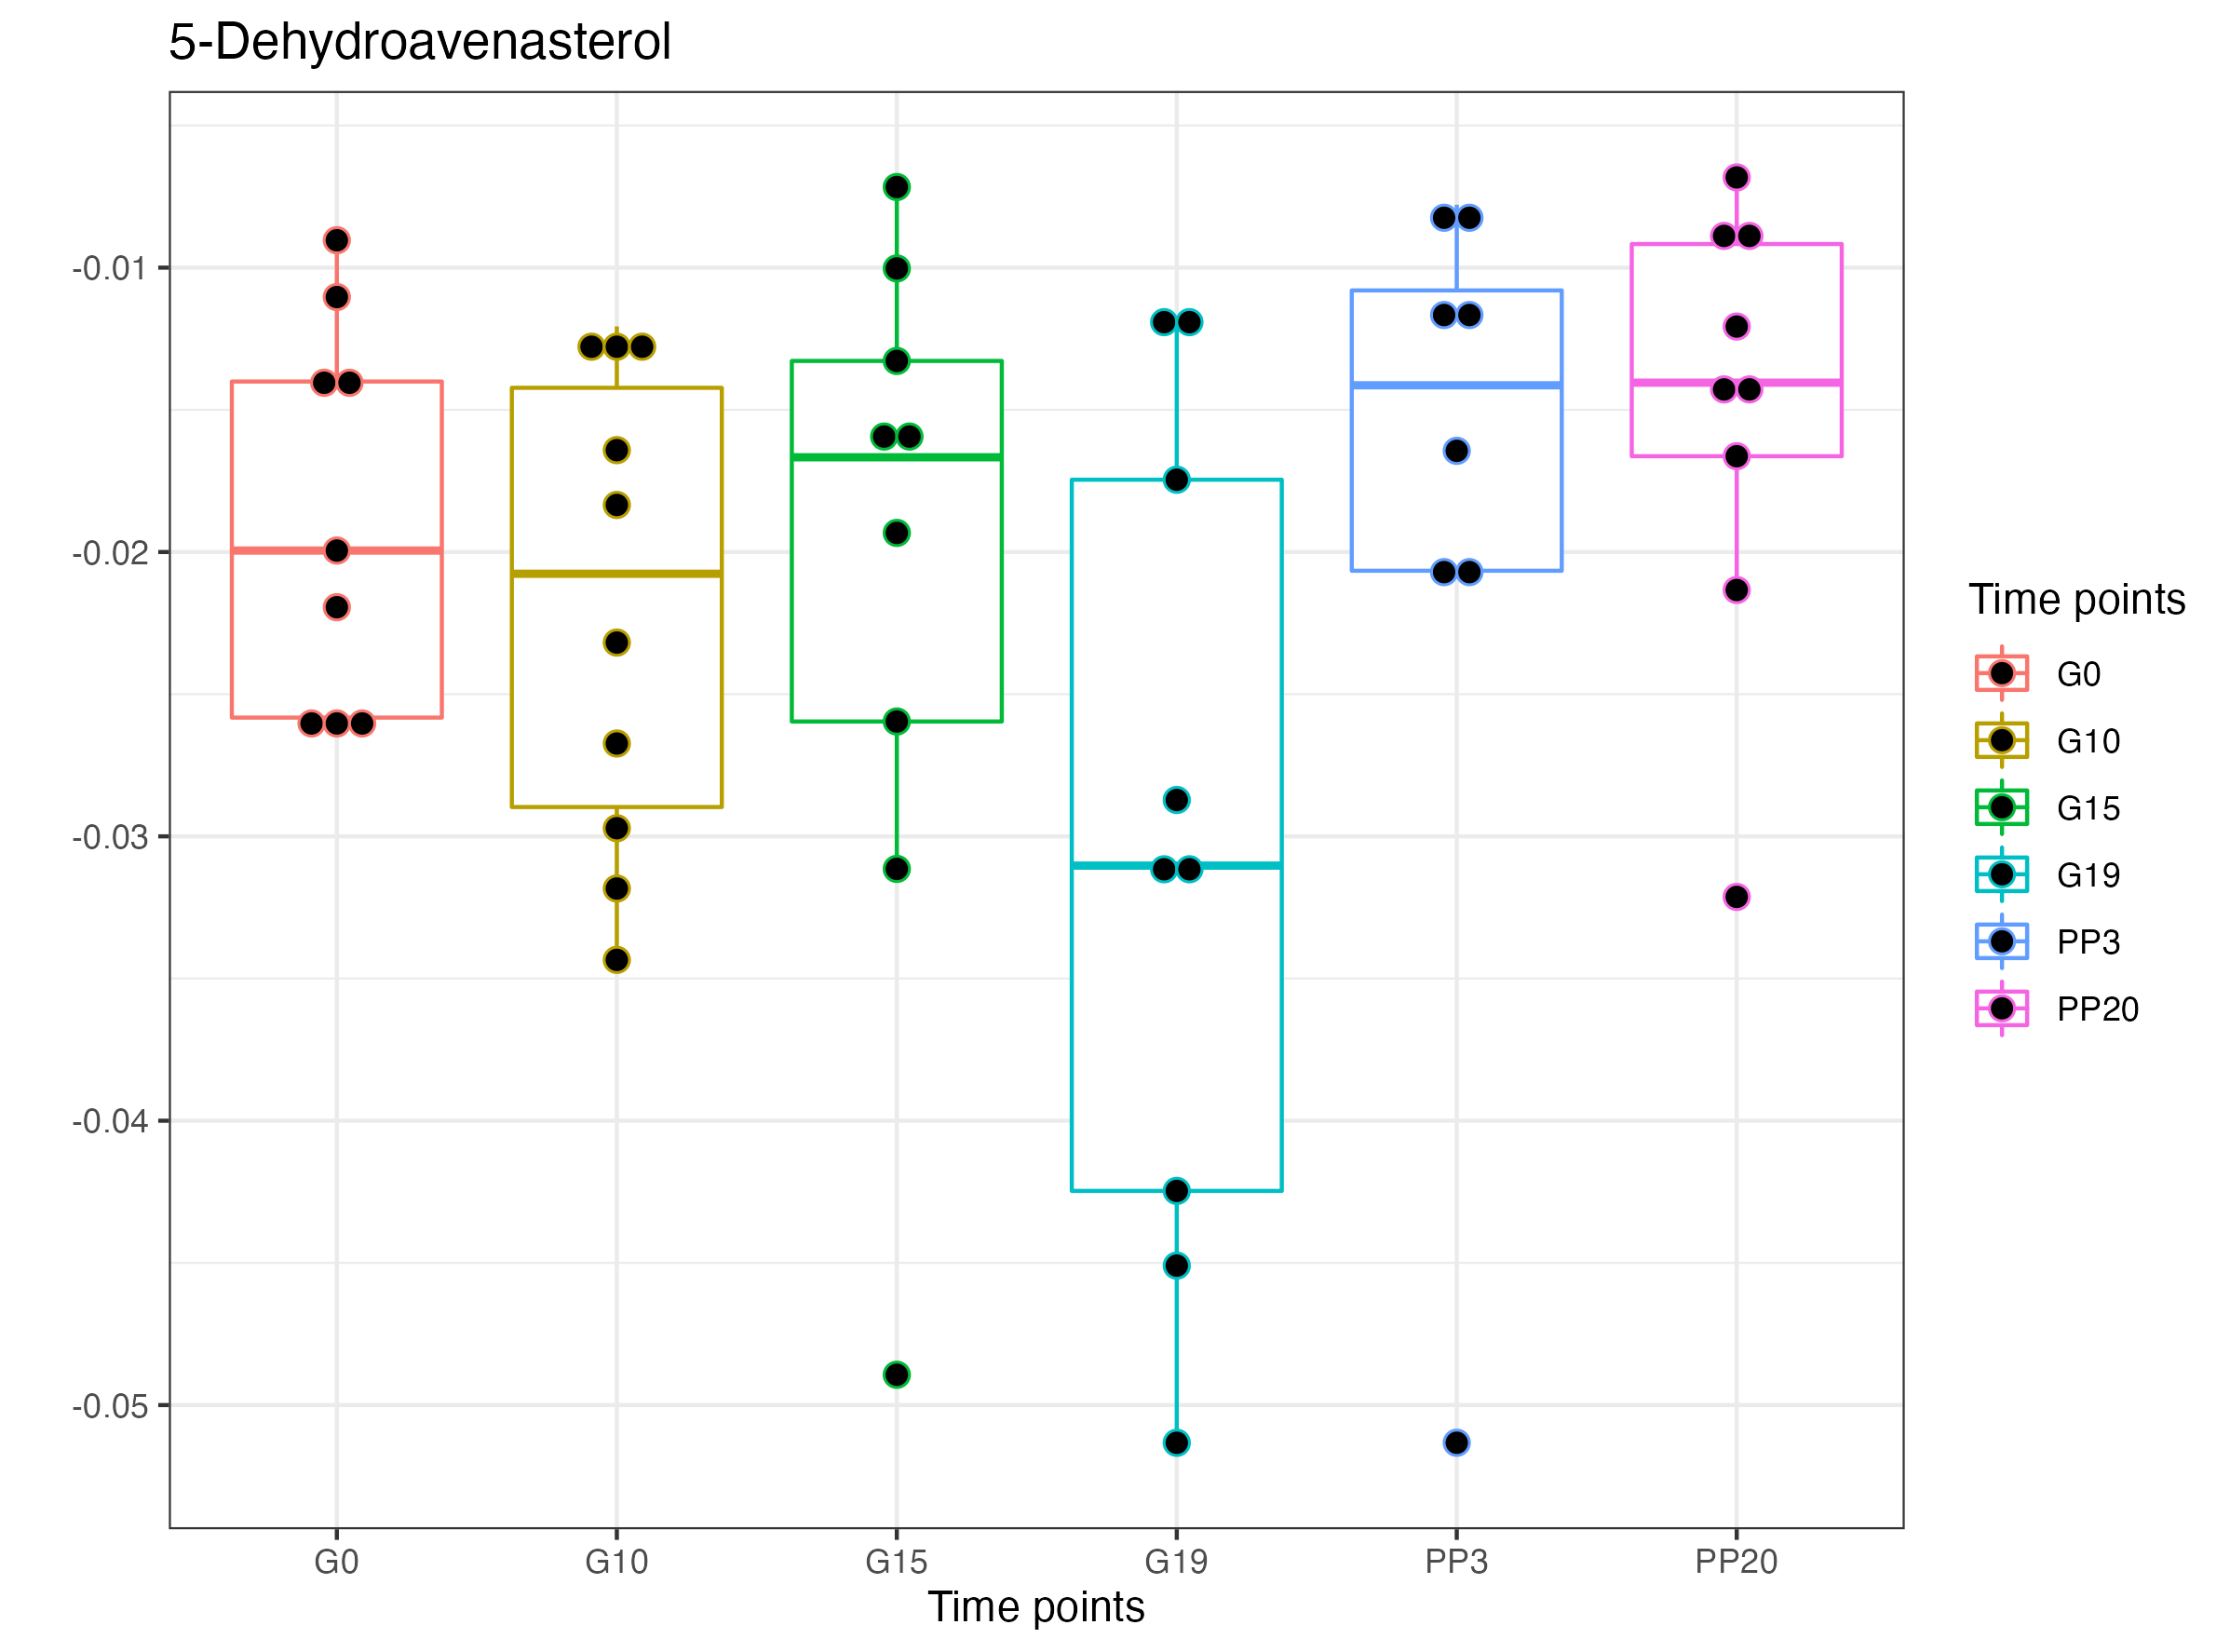 5-Dehydroavenasterol
-0.01
-0.02
-0.03
-0.04
-0.05
G0 G10 G15 G19 PP3 PP20
Time points
Time points
G0
G10
G15
G19
PP3
PP20